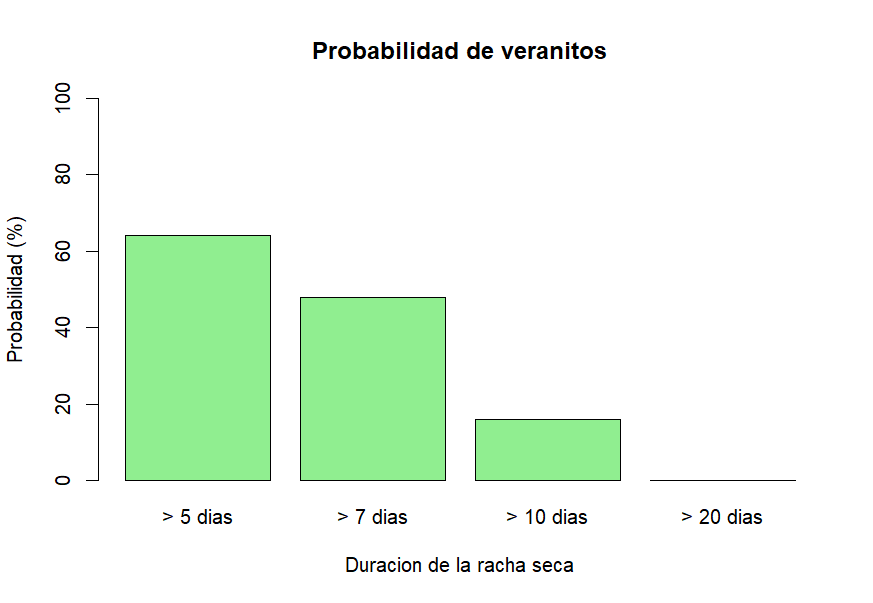 Probabilidad de veranitos
Probabilidad (%)
100
80
60
40
20
0
> 5 dias
> 7 dias
> 10 dias
> 20 dias
Duracion de la racha seca